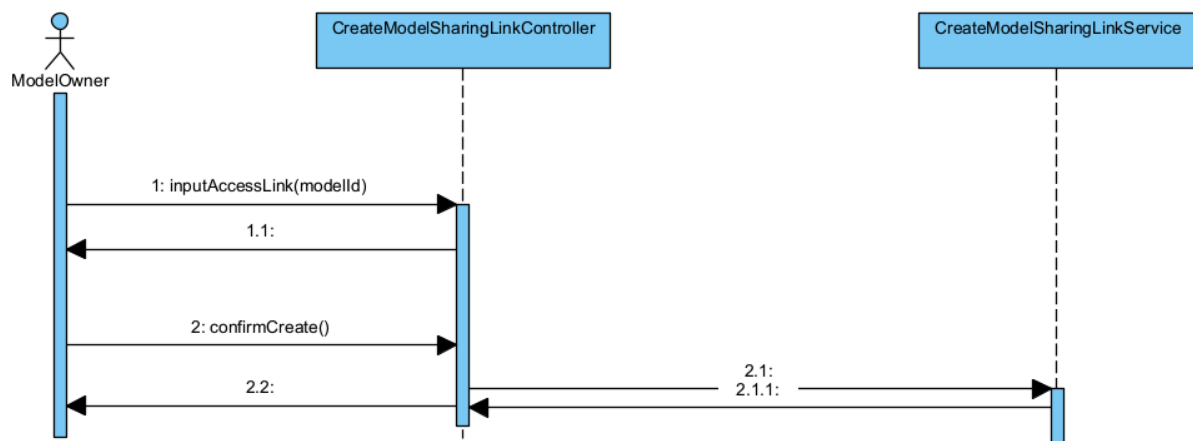 CreateModelSharingLinkController
CreateModelSharingLinkService
ModelOwner
1: inputAccessLink(modelId)
1.1:
2: confirmCreate()
2.1:
2.2:
2.1.1: